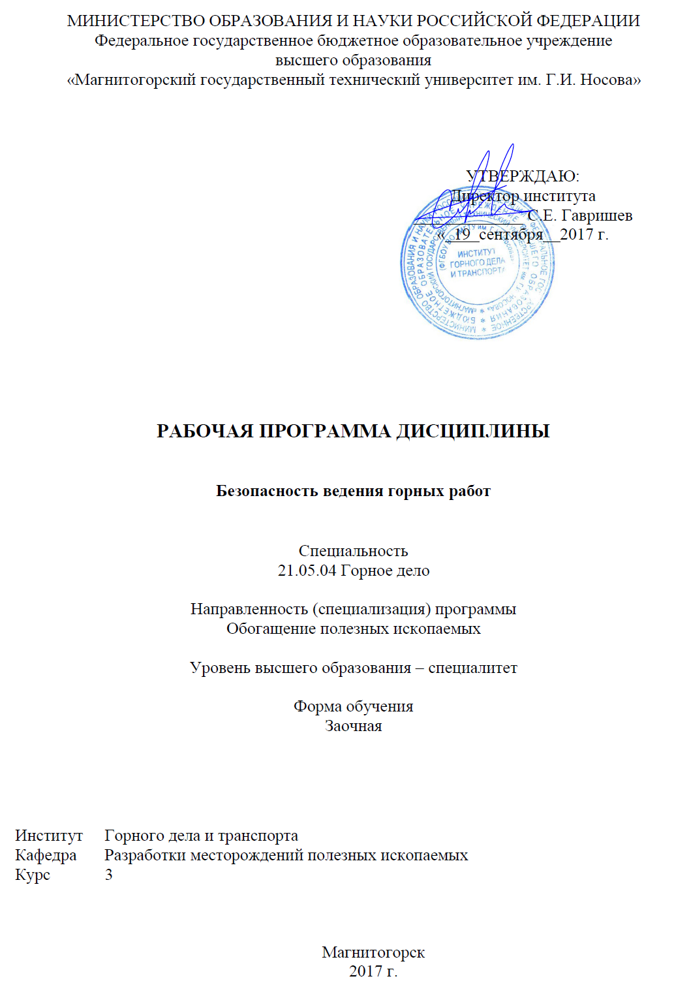 МИНИСТЕРСТВО ОБРАЗОВАНИЯ И НАУКИ РОССИЙСКОЙ ФЕДЕРАЦИИ
Федеральное государственное бюджетное образовательное учреждение
высшего образования
«Магнитогорский государственный технический университет им. Г.И. Носова»
УТВЕРЖДАЮ:
Директор института
С.Е. Гавришев
« 19 сентября 2017 г.
ИНСТИТУТ
ГОРНОГО ДЕЛА
И ТРАНСПОРТА
РАБОЧАЯ ПРОГРАММА ДИСЦИПЛИНЫ
Безопасность ведения горных работ
Специальность
21.05.04 Горное дело
Направленность (специализация) программы
Обогащение полезных ископаемых
Уровень высшего образования – специалитет
Форма обучения
Заочная
Институт Горного дела и транспорта
Кафедра Разработки месторождений полезных ископаемых
Курс 3
Магнитогорск
2017 г.